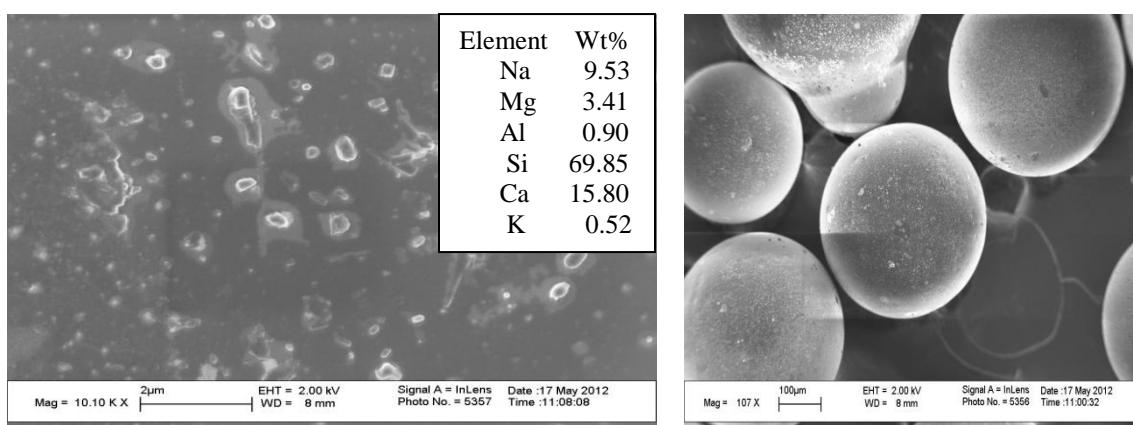 Element Wt%
Na 9.53
Mg 3.41
Al 0.90
Si 69.85
Ca 15.80
K 0.52
Mag = 10.10 K X
2µm
EHT = 2.00 kV
WD = 8 mm
Signal A = InLens
Photo No. = 5357
Date :17 May 2012
Time :11:08:08
Mag = 107 X
100µm
EHT = 2.00 kV
WD = 8 mm
Signal A = InLens
Photo No. = 5356
Date :17 May 2012
Time :11:00:32